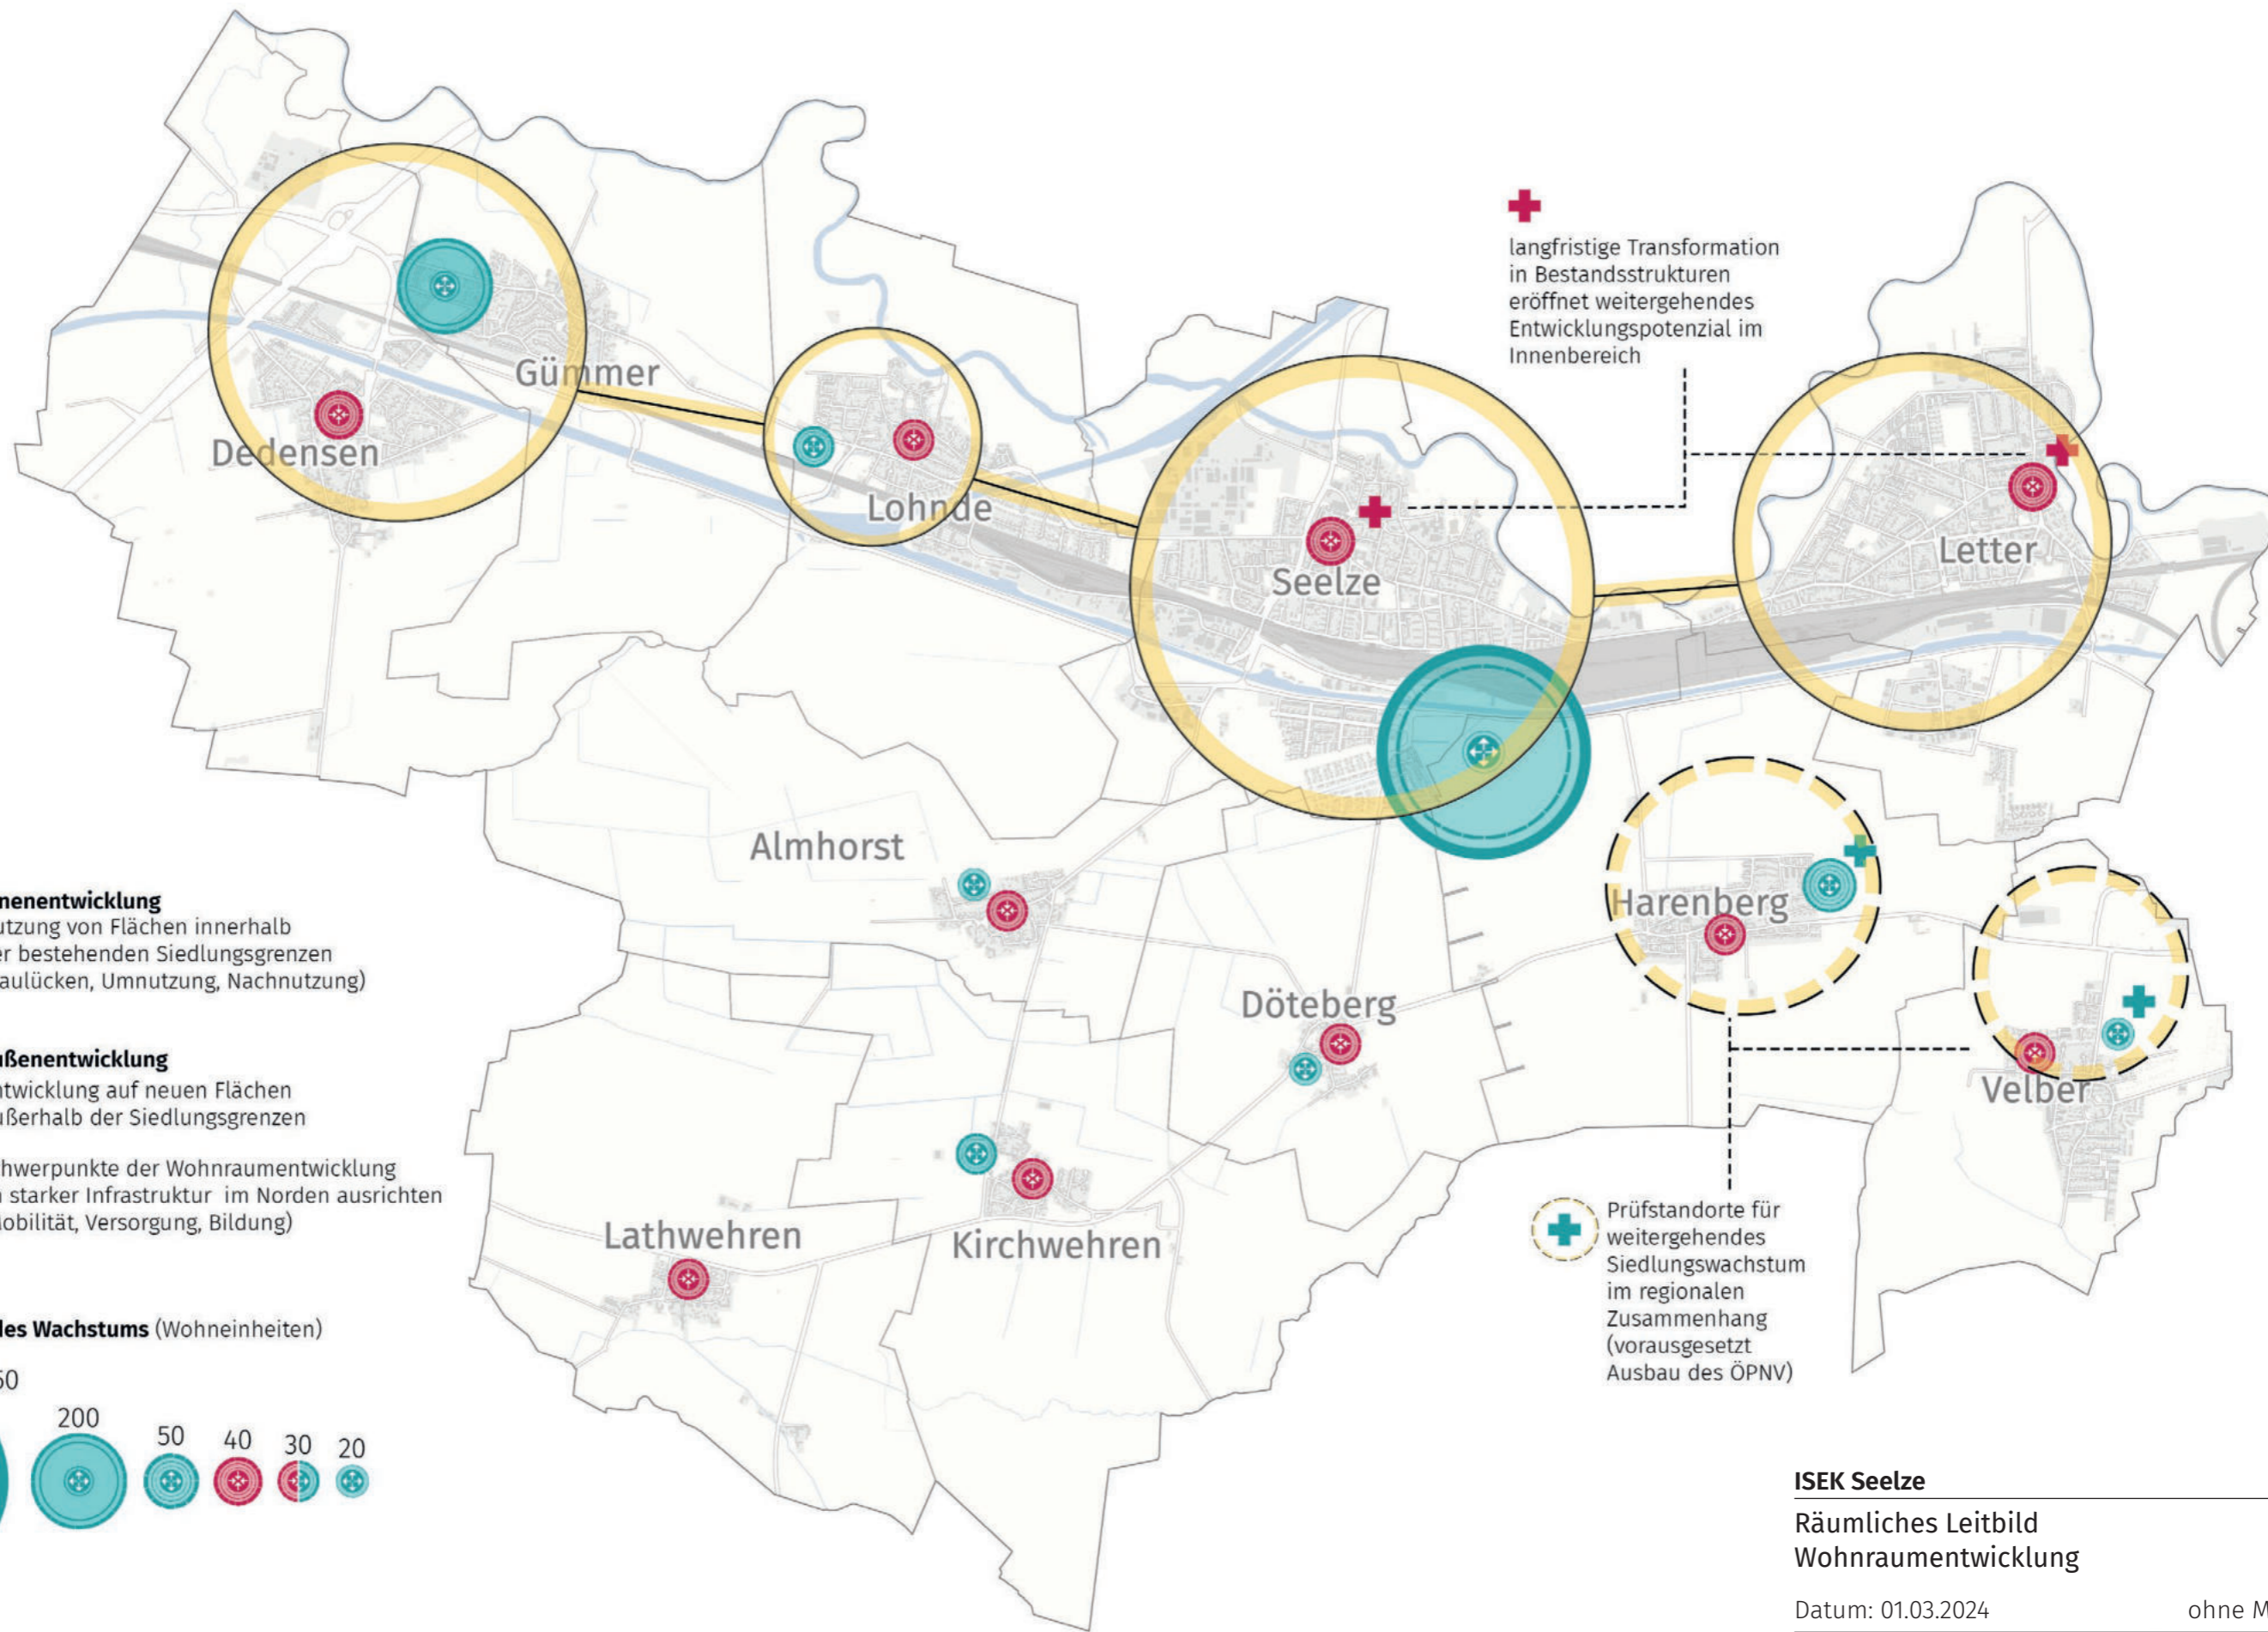 langfristige Transformation
in Bestandsstrukturen
eröffnet weitergehendes
Entwicklungspotenzial im
Innenbereich
Gümmer
Dedensen
Lohnde
Seelze
Letter
Almhorst
Harenberg
Döteberg
Velber
Lathwehren
Kirchwehren
nenentwicklung
utzung von Flächen innerhalb
er bestehenden Siedlungsgrenzen
aulücken, Umnutzung, Nachnutzung)
ußenentwicklung
ntwicklung auf neuen Flächen
ußerhalb der Siedlungsgrenzen
hwerpunkte der Wohnraumentwicklung
n starker Infrastruktur im Norden ausrichten
Mobilität, Versorgung, Bildung)
des Wachstums (Wohneinheiten)
50
200
50 40 30 20
Prüfstandorte für
weitergehendes
Siedlungswachstum
im regionalen
Zusammenhang
(vorausgesetzt
Ausbau des ÖPNV)
ISEK Seelze
Räumliches Leitbild
Wohnraumentwicklung
Datum: 01.03.2024 ohne M